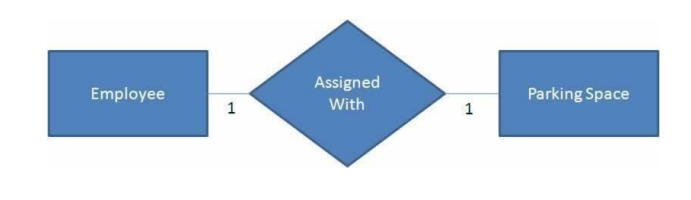 Assigned
With
Employee
Parking Space
1
1